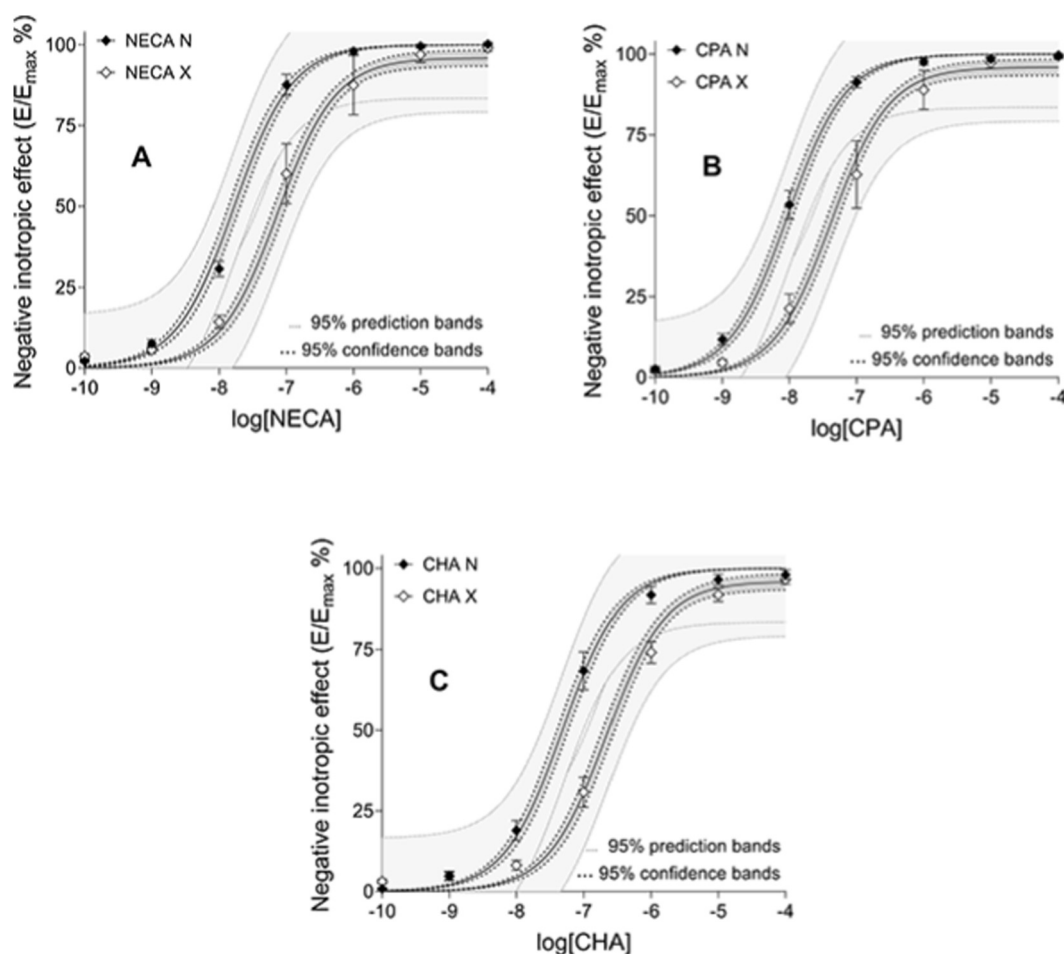 Negative inotropic effect (E/Emax %)
100
75
50
25
0
NECA N
NECA X
A
95% prediction bands
95% confidence bands
-10 -9 -8 -7 -6 -5 -4
log[NECA]
Negative inotropic effect (E/Emax %)
100
75
50
25
0
CPA N
CPA X
B
95% prediction bands
95% confidence bands
-10 -9 -8 -7 -6 -5 -4
log[CPA]
Negative inotropic effect (E/Emax %)
100
75
50
25
0
CHA N
CHA X
C
95% prediction bands
95% confidence bands
-10 -9 -8 -7 -6 -5 -4
log[CHA]